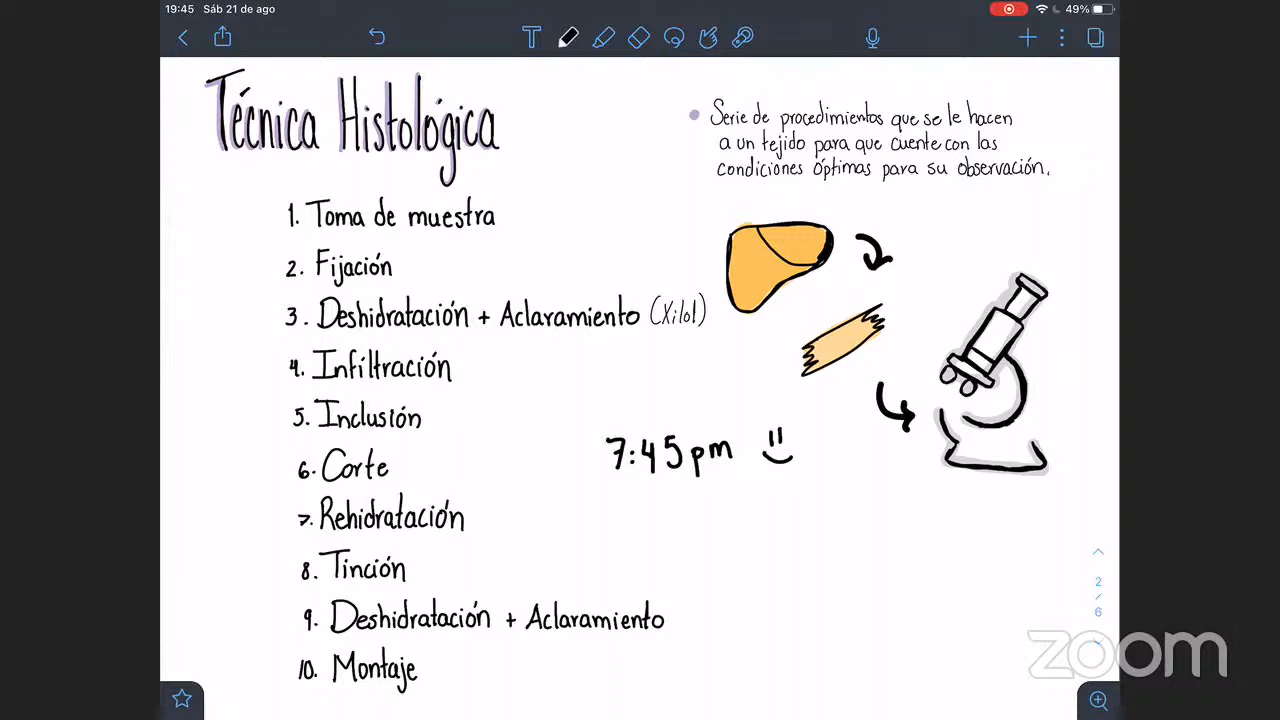 19:45 Sáb 21 de ago
49%
Técnica Histológica
Serie de procedimientos que se le hacen
a un tejido para que cuente con las
condiciones óptimas para su observación.
1. Toma de muestra
2. Fijación
3. Deshidratación + Aclaramiento (Xilol)
4. Infiltración
5. Inclusión
6. Corte
7. Rehidratación
8. Tinción
9. Deshidratación + Aclaramiento
10. Montaje
7:45pm
2
/
6
zoom